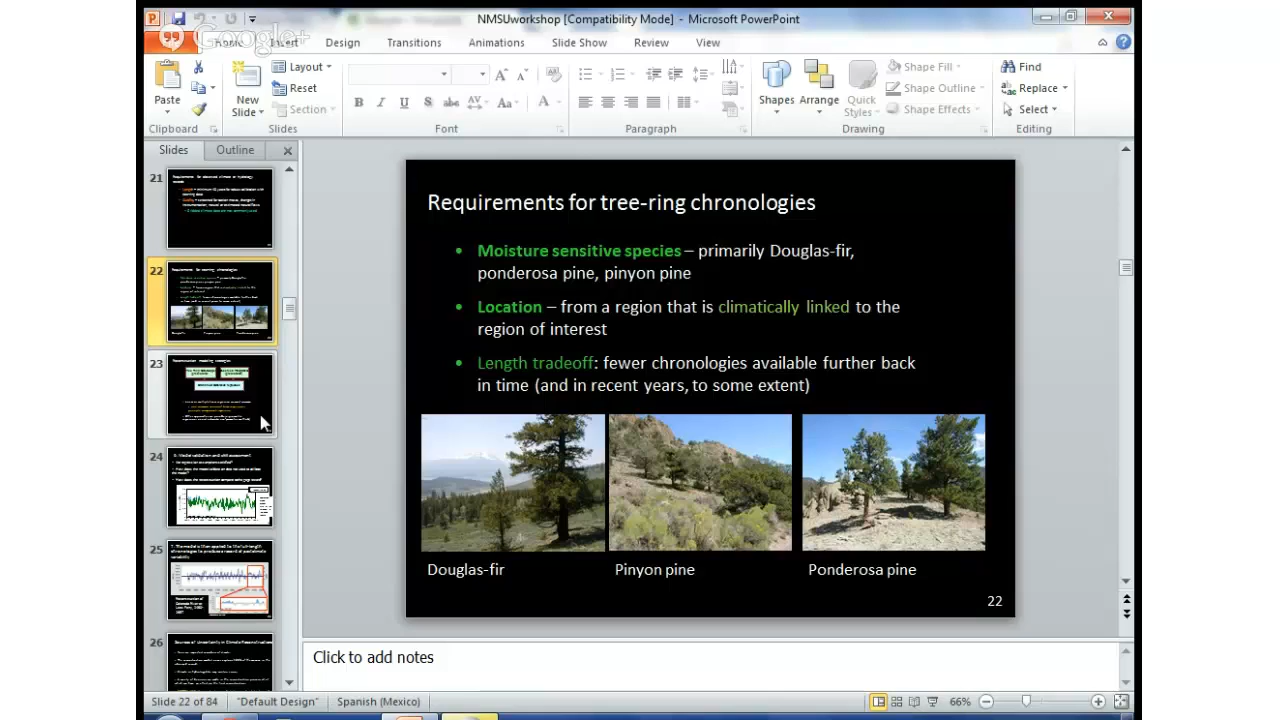 NMSUworkshop [Compatibility Mode] - Microsoft PowerPoint
Google+
Home Insert Design Transitions Animations Slide Show Review View
Paste
Clipboard
New Slide
Layout
Reset
Section
Slides
Font
Paragraph
Shapes Arrange Quick Styles
Shape Fill
Shape Outline
Shape Effects
Drawing
Find
Replace
Select
Editing
Slides Outline
21
22
23
24
25
26
Requirements for tree-ring chronologies
• Moisture sensitive species – primarily Douglas-fir,
ponderosa pine, pinyon pine
• Location – from a region that is climatically linked to the
region of interest
• Length tradeoff: fewer chronologies available further back
in time (and in recent years, to some extent)
Douglas-fir Pinyon pine Ponderosa pine
22
Click to add notes
Slide 22 of 84 "Default Design" Spanish (Mexico) 66%